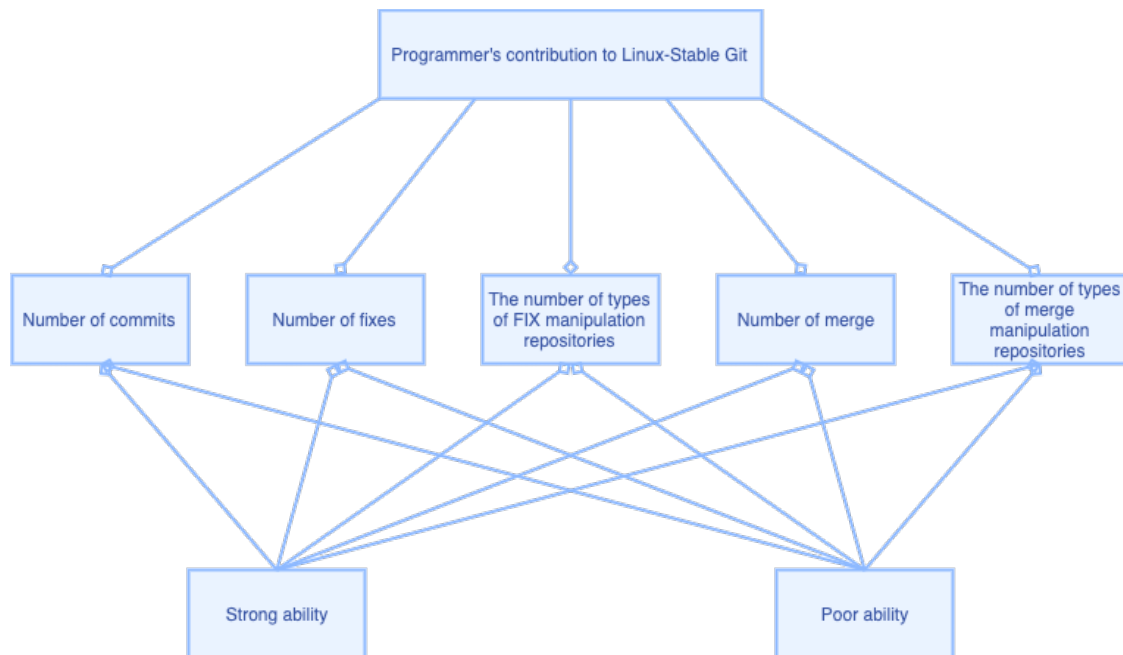 Programmer's contribution to Linux-Stable Git
Number of commits
Number of fixes
The number of types
of FIX manipulation
repositories
Number of merge
The number of types
of merge
manipulation
repositories
Strong ability
Poor ability